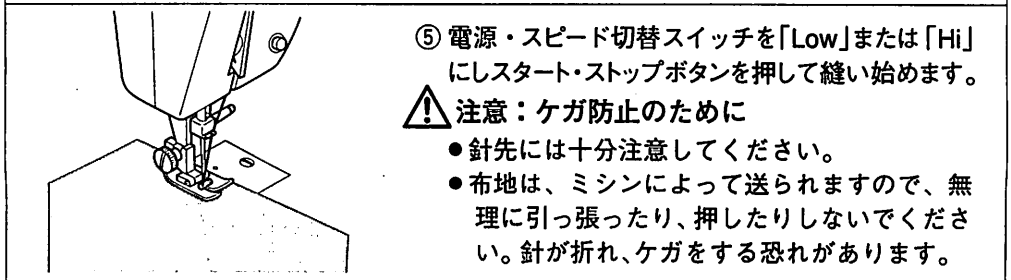 ⑤ 電源・スピード切替スイッチを「Low」または「Hi」
にしスタート・ストップボタンを押して縫い始めます。
注意：ケガ防止のために
●針先には十分注意してください。
●布地は、ミシンによって送られますので、無
理に引っ張ったり、押したりしないでくださ
い。針が折れ、ケガをする恐れがあります。